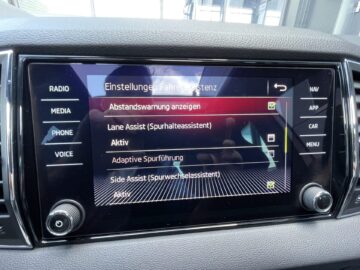 RADIO
MEDIA
PHONE
VOICE
Einstellungen Fahrerassistenz
Abstandswarnung anzeigen
Lane Assist (Spurhalteassistent)
Aktiv
Adaptive Spurführung
Side Assist (Spurwechselassistent)
Aktiv
NAV
APP
CAR
MENU